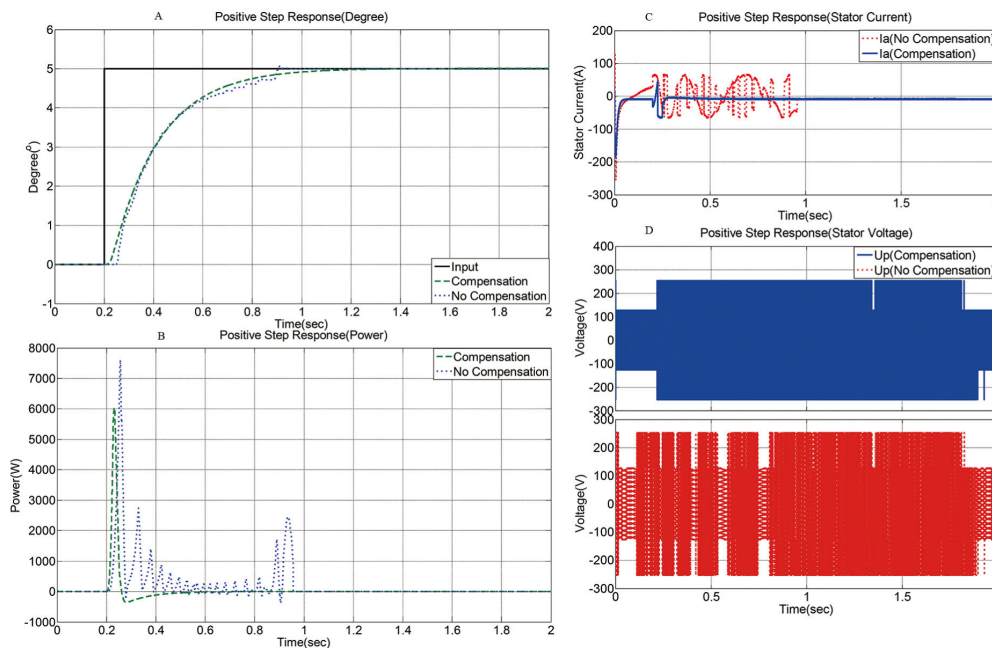 A
Positive Step Response(Degree)
6
5
4
3
2
1
0
-1
Degree(°)
Input
Compensation
No Compensation
0 0.2 0.4 0.6 0.8 1 1.2 1.4 1.6 1.8 2
Time(sec)
B
Positive Step Response(Power)
8000
7000
6000
5000
4000
3000
2000
1000
0
-1000
Power(W)
Compensation
No Compensation
0 0.2 0.4 0.6 0.8 1 1.2 1.4 1.6 1.8 2
Time(sec)
C
Positive Step Response(Stator Current)
Ia(No Compensation)
Ia(Compensation)
200
100
0
-100
-200
-300
Stator Current(A)
0 0.5 1 1.5
Time(sec)
D
Positive Step Response(Stator Voltage)
Up(Compensation)
Up(No Compensation)
400
300
200
100
0
-100
-200
-300
Voltage(V)
300
200
100
0
-100
-200
-300
Voltage(V)
0 0.5 1 1.5
Time(sec)